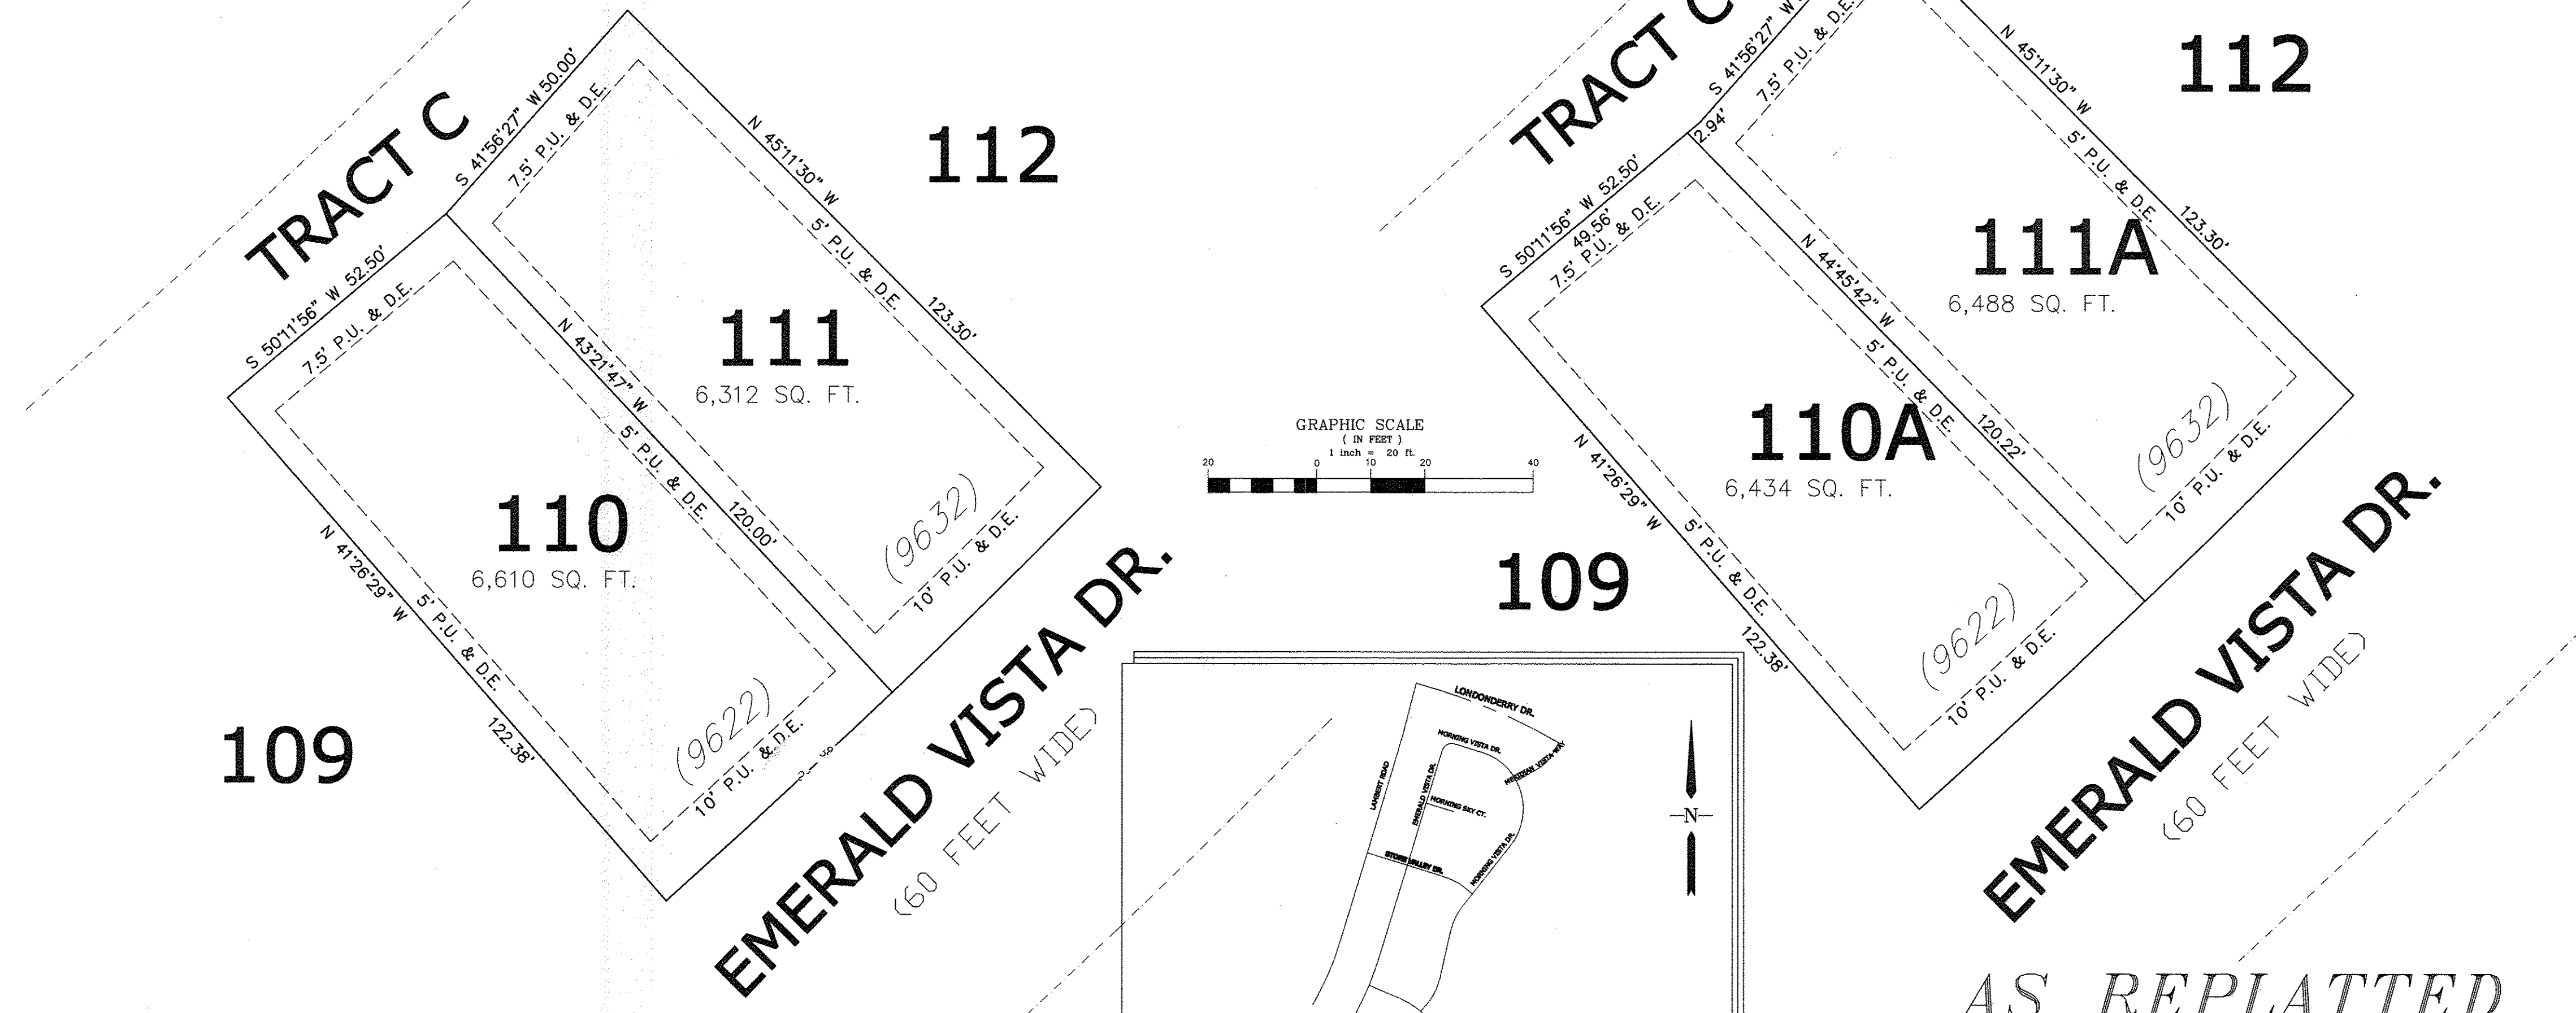 TRACT C
S 41°56'27" W 50.00'
7.5' P.U. & D.E.
N 45°11'30" W
5' P.U. & D.E.
123.30'
112
S 50°11'56" W 52.50'
7.5' P.U. & D.E.
N 43°21'47" W
5' P.U. & D.E.
120.00'
111
6,312 SQ. FT.
(9632)
10' P.U. & D.E.
110
6,610 SQ. FT.
(9622)
10' P.U. & D.E.
N 41°26'29" W
5' P.U. & D.E.
122.38'
109
EMERALD VISTA DR.
(60 FEET WIDE)
GRAPHIC SCALE
( IN FEET )
1 inch = 20 ft.
20 0 10 20 40
TRACT C
S 41°56'27" W
2.94'
7.5' P.U. & D.E.
N 45°11'30" W
5' P.U. & D.E.
123.30'
112
S 50°11'56" W 52.50'
49.56'
7.5' P.U. & D.E.
N 44°45'42" W
5' P.U. & D.E.
120.22'
111A
6,488 SQ. FT.
(9632)
10' P.U. & D.E.
110A
6,434 SQ. FT.
(9622)
10' P.U. & D.E.
N 41°26'29" W
5' P.U. & D.E.
122.38'
109
EMERALD VISTA DR.
(60 FEET WIDE)
LONDONDERRY DR.
MORNING VISTA DR.
MERIDIAN VISTA WAY
LAMBERT ROAD
EMERALD VISTA DR.
MORNING SKY CT.
MORNING VISTA DR.
STONE VALLEY DR.
N
AS REPLATTED